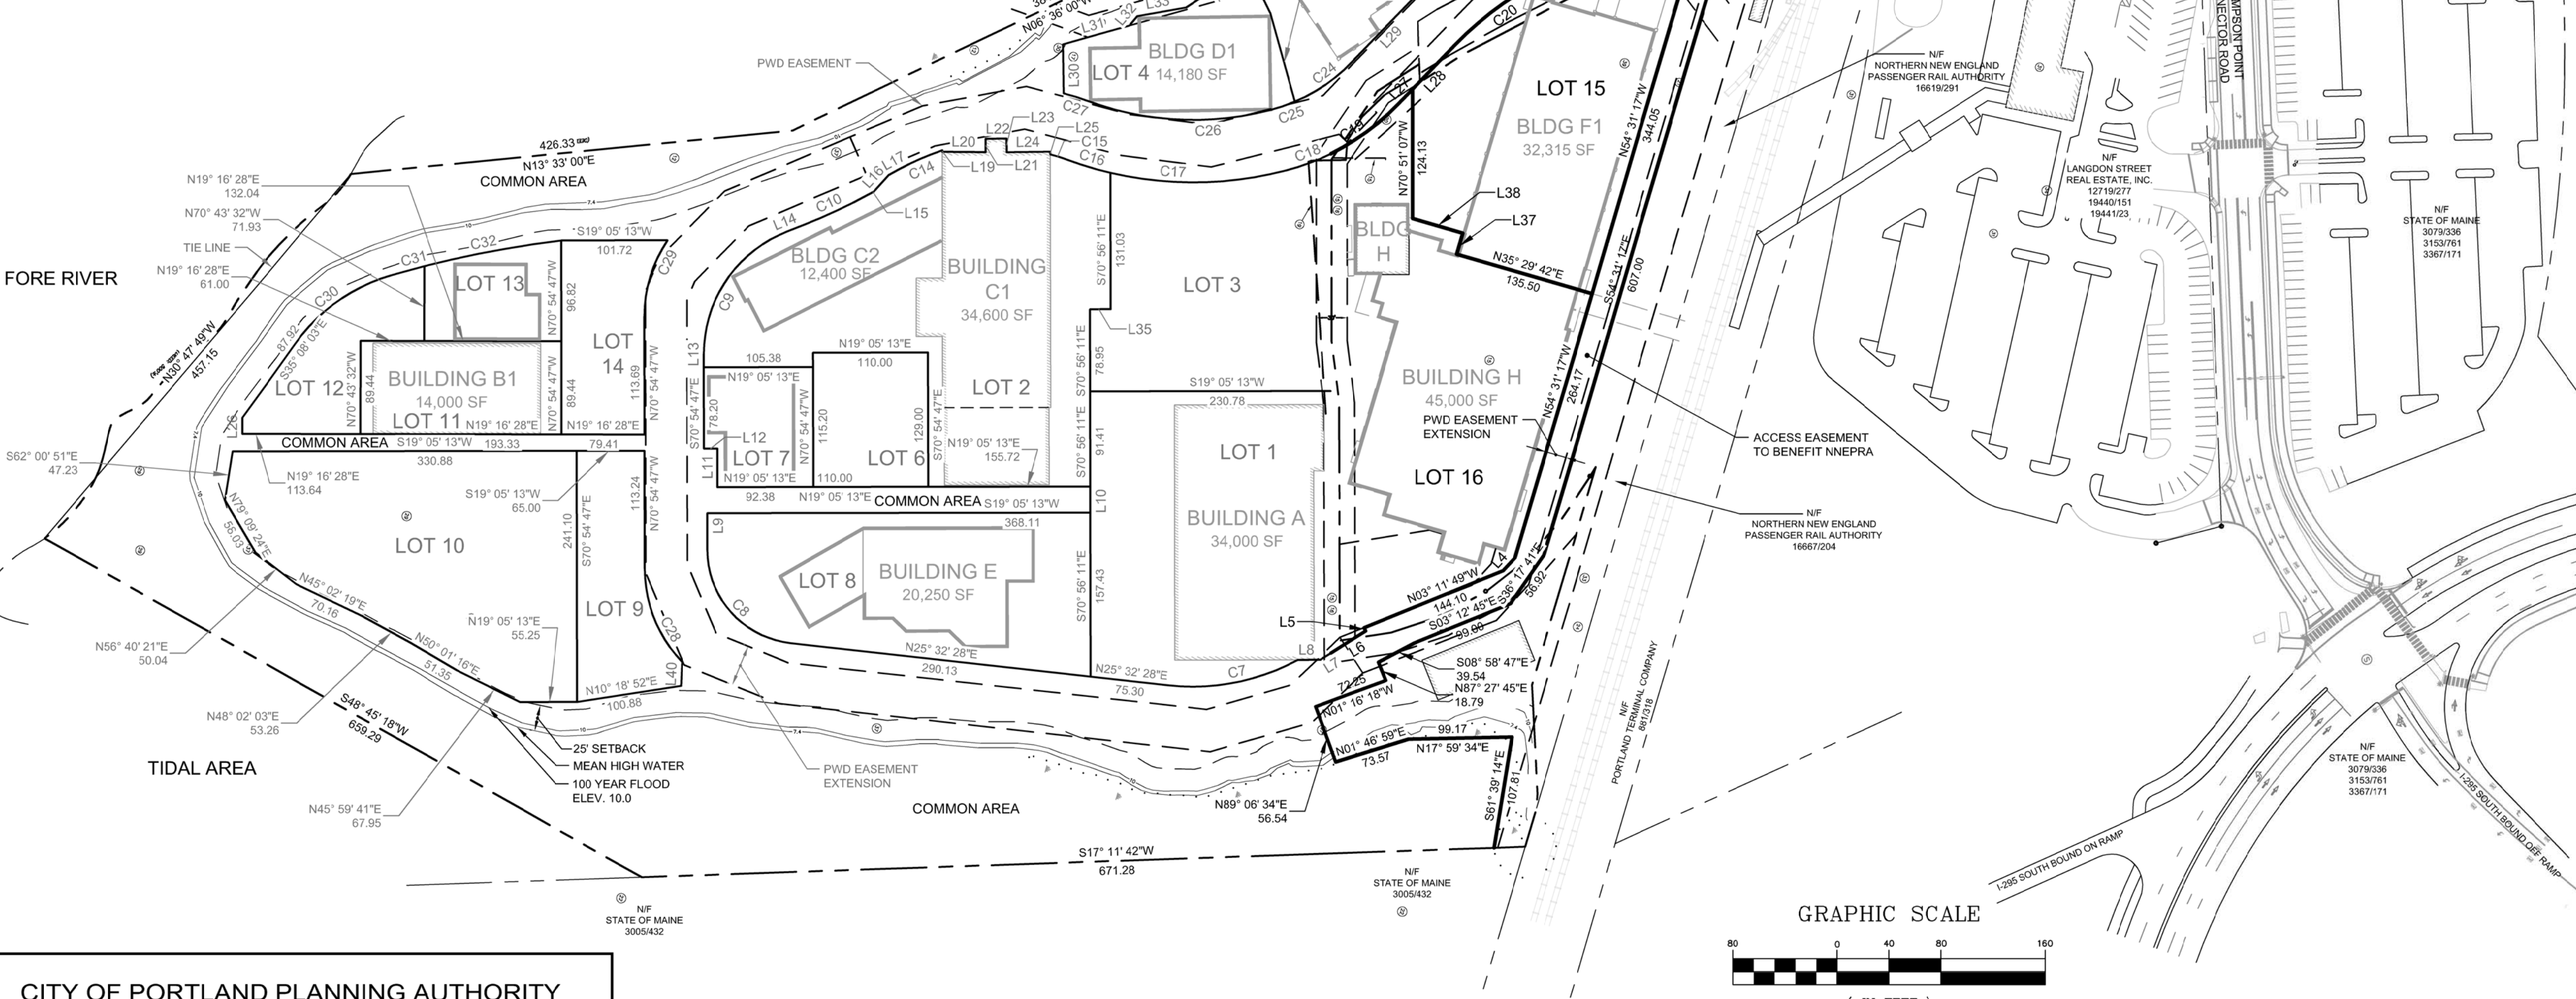 N06° 36' 00"W
L31
L32
L33
C20
L29
L30
BLDG D1
LOT 4
14,180 SF
C24
C25
C26
C27
PWD EASEMENT
L27
L28
C19
LOT 15
BLDG F1
32,315 SF
N54° 31' 17"W
344.05
N/F
NORTHERN NEW ENGLAND
PASSENGER RAIL AUTHORITY
16619/291
N/F
LANGDON STREET
REAL ESTATE, INC.
12719/277
19440/151
19441/23
N/F
STATE OF MAINE
3079/336
3153/761
3367/171
426.33
N13° 33' 00"E
COMMON AREA
N19° 16' 28"E
132.04
N70° 43' 32"W
71.93
TIE LINE
N19° 16' 28"E
61.00
FORE RIVER
N30° 47' 49"W
457.15
L22
L23
L20
L24
L25
C15
C16
L19
L21
C14
L17
L16
C17
C18
L15
C10
L14
C9
BLDG C2
12,400 SF
BUILDING
C1
34,600 SF
LOT 2
S70° 56' 11"E
131.03
LOT 3
L35
S70° 56' 11"E
78.95
N70° 51' 07"W
124.13
L38
L37
BLDG
H
N35° 29' 42"E
135.50
S54° 31' 17"E
607.00
S19° 05' 13"W
101.72
C29
C32
C31
C30
87.92
S35° 08' 03"E
LOT 13
N70° 54' 47"W
96.82
LOT
14
113.69
N70° 54' 47"W
LOT 12
N70° 43' 32"W
89.44
BUILDING B1
14,000 SF
LOT 11
N19° 16' 28"E
N70° 54' 47"W
89.44
N19° 16' 28"E
L26
COMMON AREA
S19° 05' 13"W
193.33
79.41
330.88
S62° 00' 51"E
47.23
N19° 16' 28"E
113.64
L13
105.38
N19° 05' 13"E
S70° 54' 47"E
78.20
L12
L11
LOT 7
N70° 54' 47"W
115.20
N19° 05' 13"E
92.38
N19° 05' 13"E
110.00
LOT 6
129.00
S70° 54' 47"E
110.00
N19° 05' 13"E
N19° 05' 13"E
155.72
COMMON AREA
S19° 05' 13"W
368.11
L9
L10
S70° 56' 11"E
91.41
S19° 05' 13"W
230.78
LOT 1
BUILDING A
34,000 SF
BUILDING H
45,000 SF
PWD EASEMENT
EXTENSION
LOT 16
N54° 31' 17"W
264.17
ACCESS EASEMENT
TO BENEFIT NNEPRA
N/F
NORTHERN NEW ENGLAND
PASSENGER RAIL AUTHORITY
16667/204
LOT 10
S19° 05' 13"W
65.00
241.10
S70° 54' 47"E
113.24
N70° 54' 47"W
N79° 09' 24"E
56.03
N45° 02' 19"E
70.16
N56° 40' 21"E
50.04
N50° 01' 16"E
51.35
N19° 05' 13"E
55.25
LOT 9
C28
L40
N10° 18' 52"E
100.88
C8
LOT 8
BUILDING E
20,250 SF
N25° 32' 28"E
290.13
S70° 56' 11"E
157.43
N25° 32' 28"E
75.30
C7
L8
L7
L6
L5
L4
N03° 11' 49"W
144.10
S03° 12' 45"E
99.00
S36° 17' 41"E
56.92
S08° 58' 47"E
39.54
N87° 27' 45"E
18.79
72.25
N01° 16' 18"W
N01° 46' 59"E
73.57
99.17
N17° 59' 34"E
S61° 39' 14"E
107.81
N89° 06' 34"E
56.54
N/F
PORTLAND TERMINAL COMPANY
881/318
N48° 02' 03"E
53.26
N45° 59' 41"E
67.95
S48° 45' 18"W
659.29
TIDAL AREA
25' SETBACK
MEAN HIGH WATER
100 YEAR FLOOD
ELEV. 10.0
PWD EASEMENT
EXTENSION
COMMON AREA
S17° 11' 42"W
671.28
N/F
STATE OF MAINE
3005/432
N/F
STATE OF MAINE
3005/432
N/F
STATE OF MAINE
3079/336
3153/761
3367/171
I-295 SOUTH BOUND ON RAMP
I-295 SOUTH BOUND OFF RAMP
GRAPHIC SCALE
80 0 40 80 160
CITY OF PORTLAND PLANNING AUTHORITY